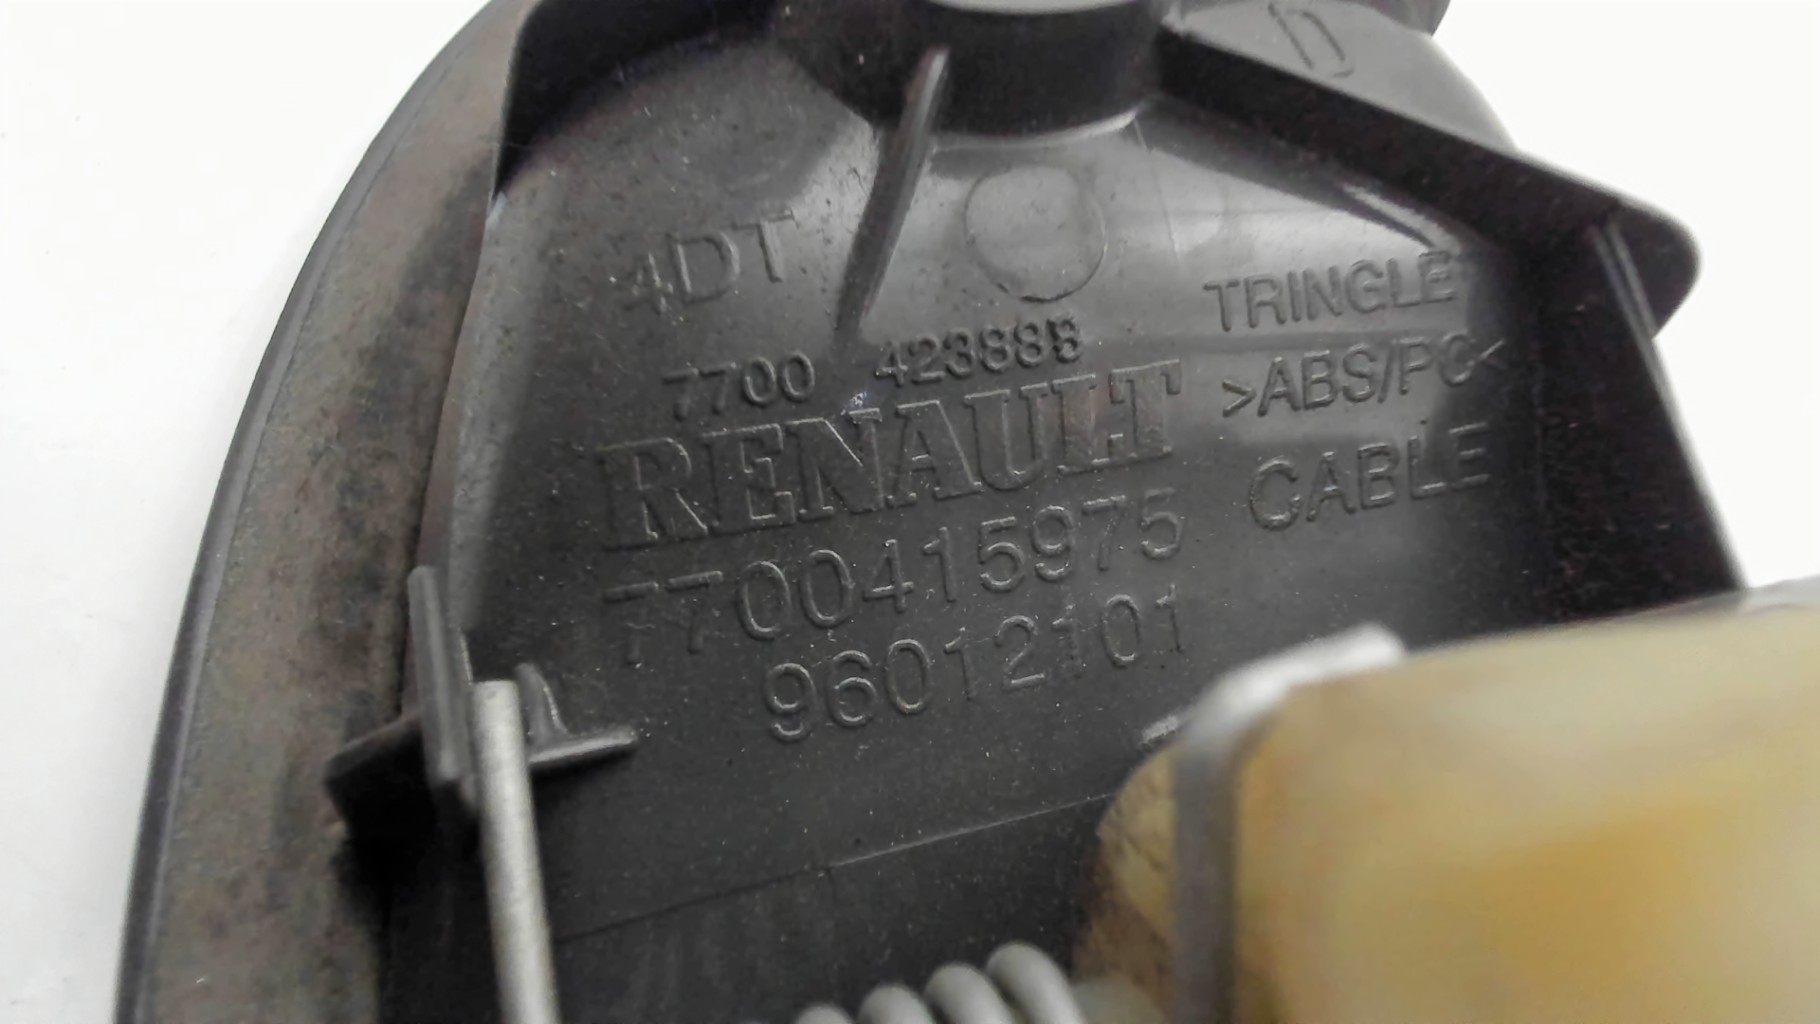 D
4DT
7700 423888
RENAULT
7700415975
96012101
TRINGLE
>ABS/PC<
CABLE